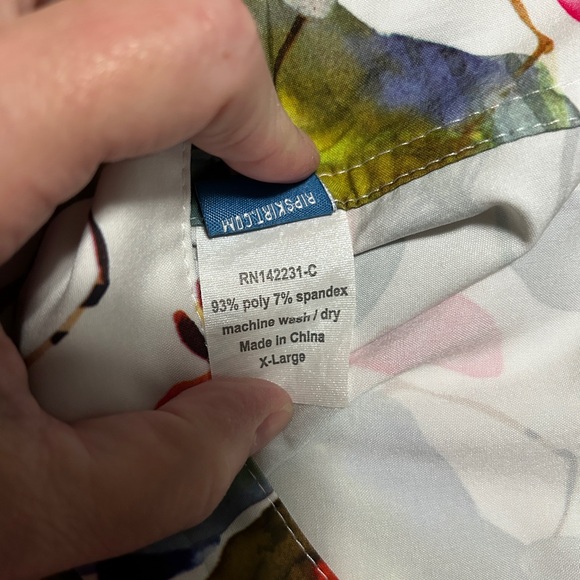 RIPSKIRT.COM
RN142231-C
93% poly 7% spandex
machine wash / dry
Made in China
X-Large